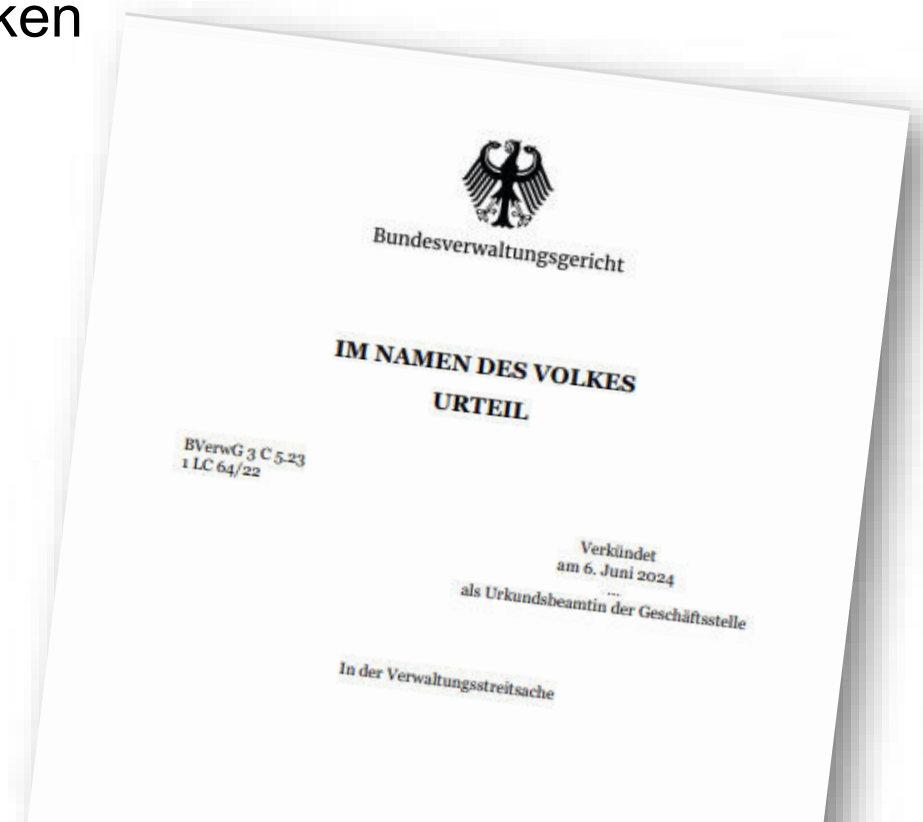 ken
Bundesverwaltungsgericht
IM NAMEN DES VOLKES
URTEIL
BVerwG 3 C 5.23
1 LC 64/22
Verkündet
am 6. Juni 2024
...
als Urkundsbeamtin der Geschäftsstelle
In der Verwaltungsstreitsache